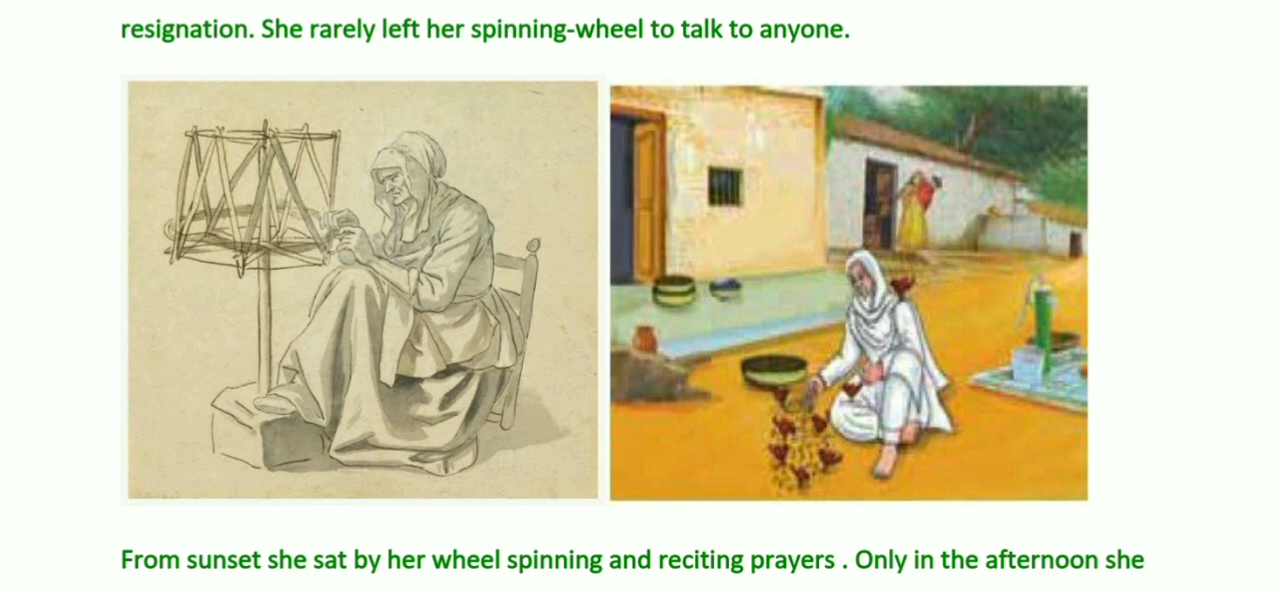 resignation. She rarely left her spinning-wheel to talk to anyone.
From sunset she sat by her wheel spinning and reciting prayers . Only in the afternoon she